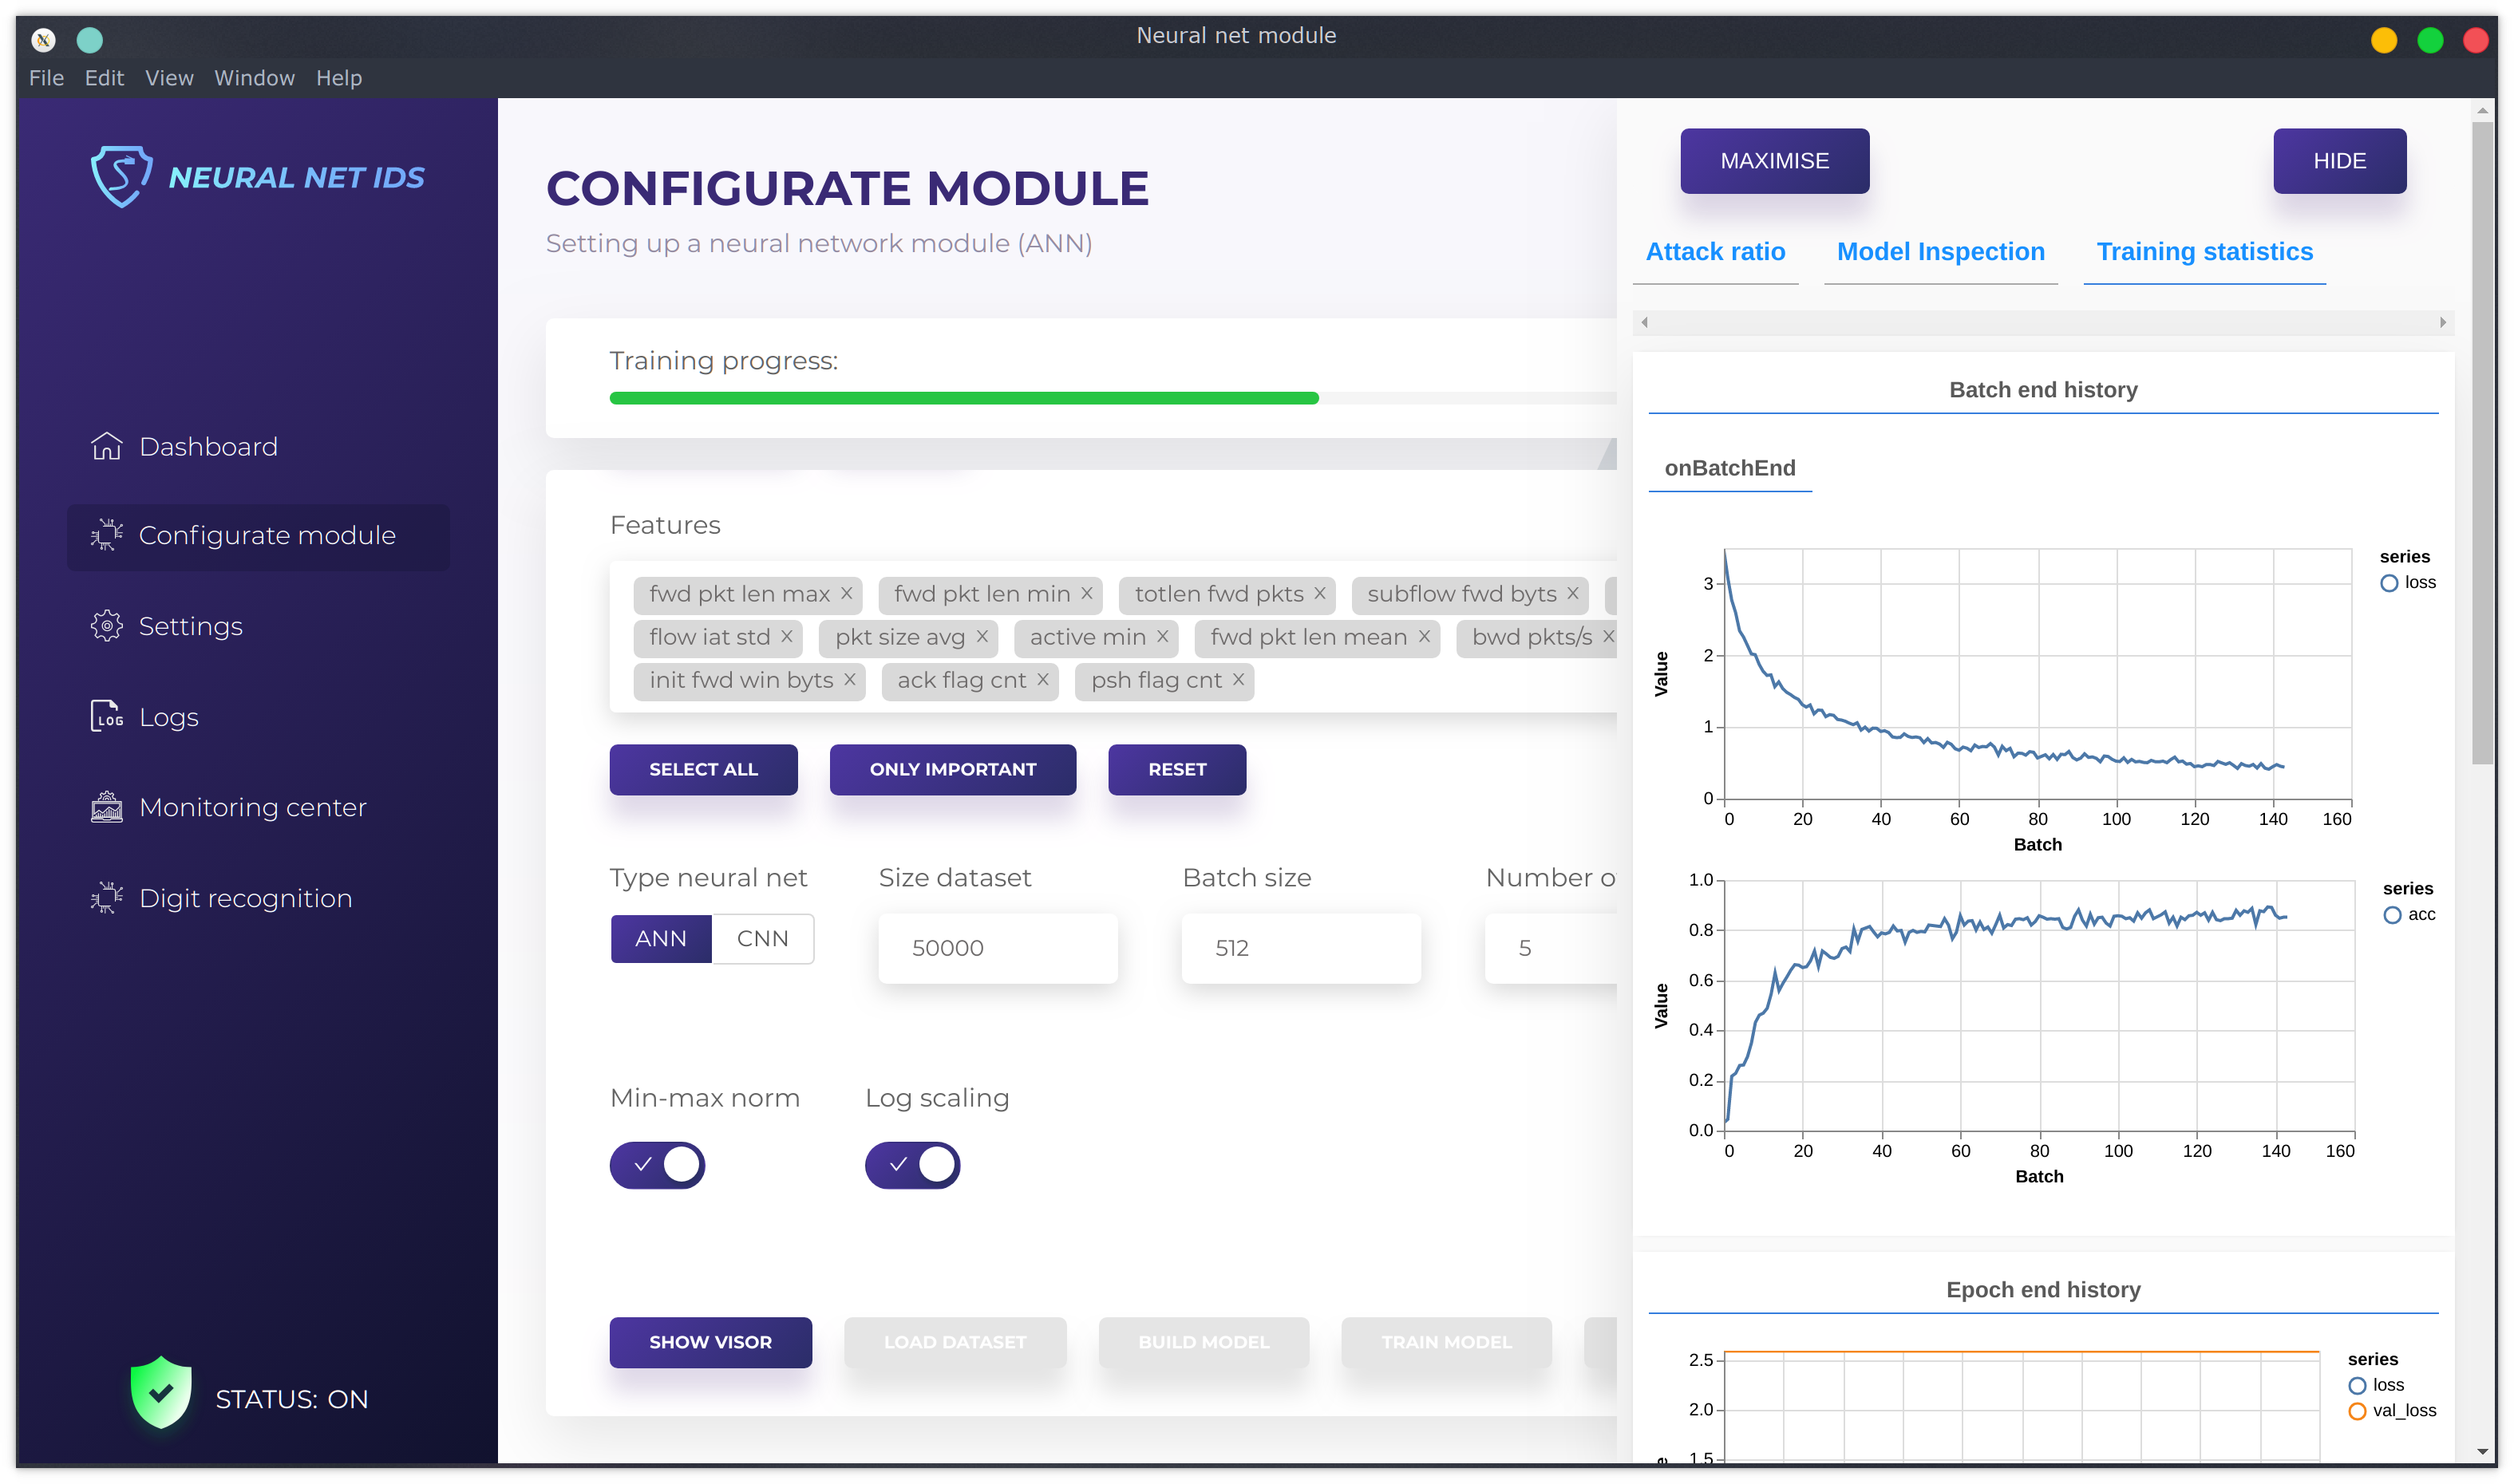 Neural net module
File Edit View Window Help
NEURAL NET IDS
Dashboard
Configurate module
Settings
LOG Logs
Monitoring center
Digit recognition
STATUS: ON
CONFIGURATE MODULE
Setting up a neural network module (ANN)
Training progress:
Features
fwd pkt len max X fwd pkt len min X totlen fwd pkts X subflow fwd byts X
flow iat std X pkt size avg X active min X fwd pkt len mean X bwd pkts/s X
init fwd win byts X ack flag cnt X psh flag cnt X
SELECT ALL ONLY IMPORTANT RESET
Type neural net Size dataset Batch size Number o
ANN CNN 50000 512 5
Min-max norm Log scaling
SHOW VISOR LOAD DATASET BUILD MODEL TRAIN MODEL
MAXIMISE HIDE
Attack ratio Model Inspection Training statistics
Batch end history
onBatchEnd
series
loss
3
2
1
0
Value
0 20 40 60 80 100 120 140 160
Batch
series
acc
1.0
0.8
0.6
0.4
0.2
0.0
Value
0 20 40 60 80 100 120 140 160
Batch
Epoch end history
series
loss
val_loss
2.5
2.0
1.5